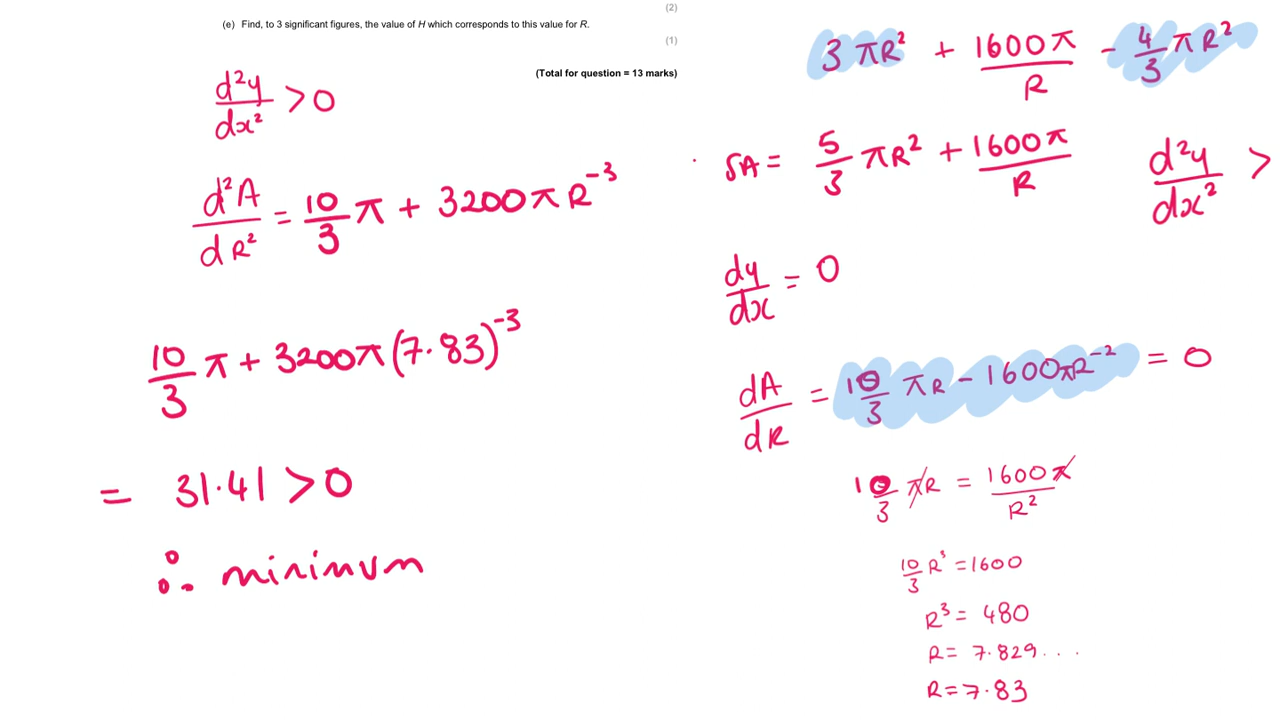 (2)
(e) Find, to 3 significant figures, the value of H which corresponds to this value for R.
(1)
(Total for question = 13 marks)
d²y/dx² > 0
d²A/dR² = 10/3 π + 3200πR⁻³
10/3 π + 3200π(7.83)⁻³
= 31.41 > 0
∴ minimum
3πR² + 1600π/R - 4/3 πR²
SA = 5/3 πR² + 1600π/R
d²y/dx² >
dy/dx = 0
dA/dR = 10/3 πR - 1600πR⁻² = 0
10/3 πR = 1600π/R²
10/3 R³ = 1600
R³ = 480
R = 7.829...
R = 7.83